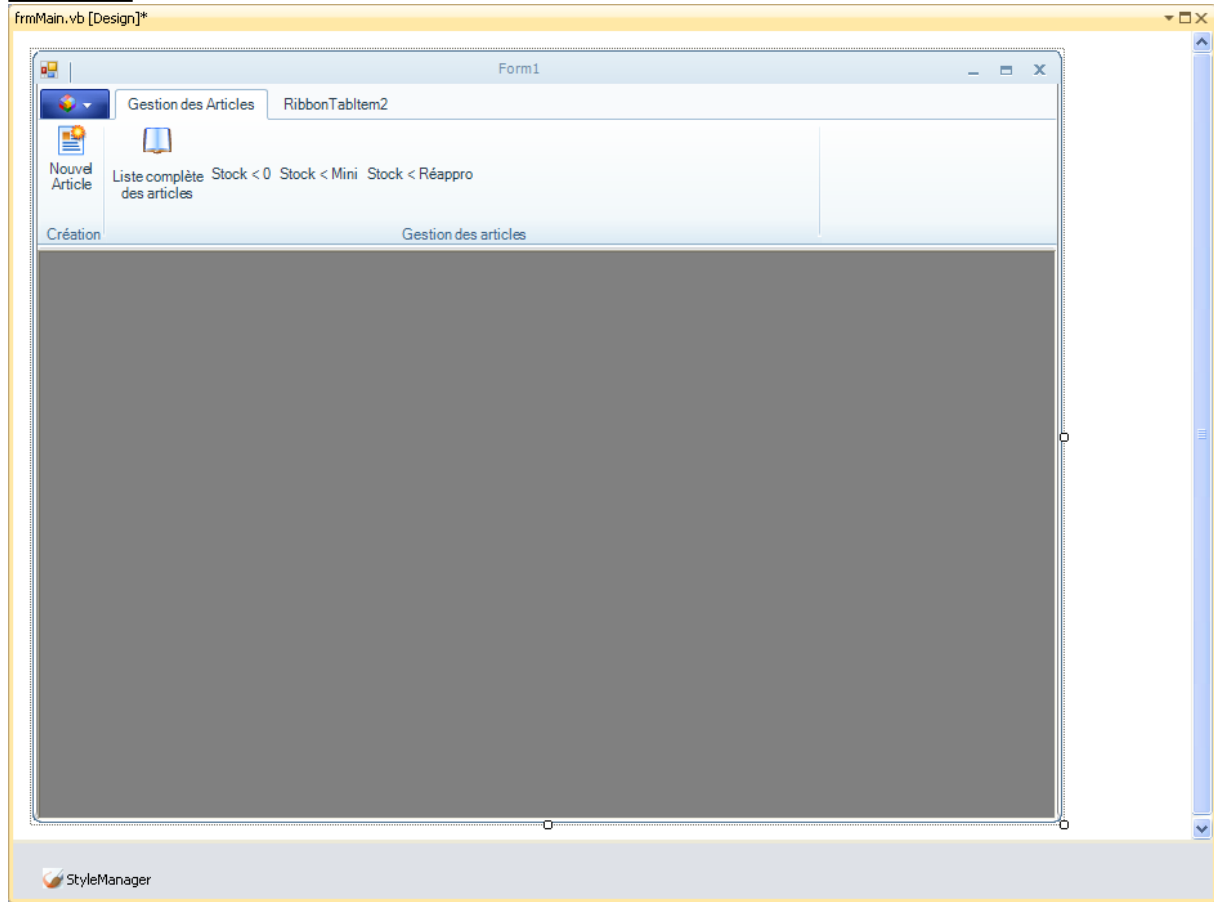 frmMain.vb [Design]*
Form1
Gestion des Articles RibbonTabItem2
Nouvel
Article
Liste complète
des articles
Stock < 0 Stock < Mini Stock < Réappro
Création Gestion des articles
StyleManager